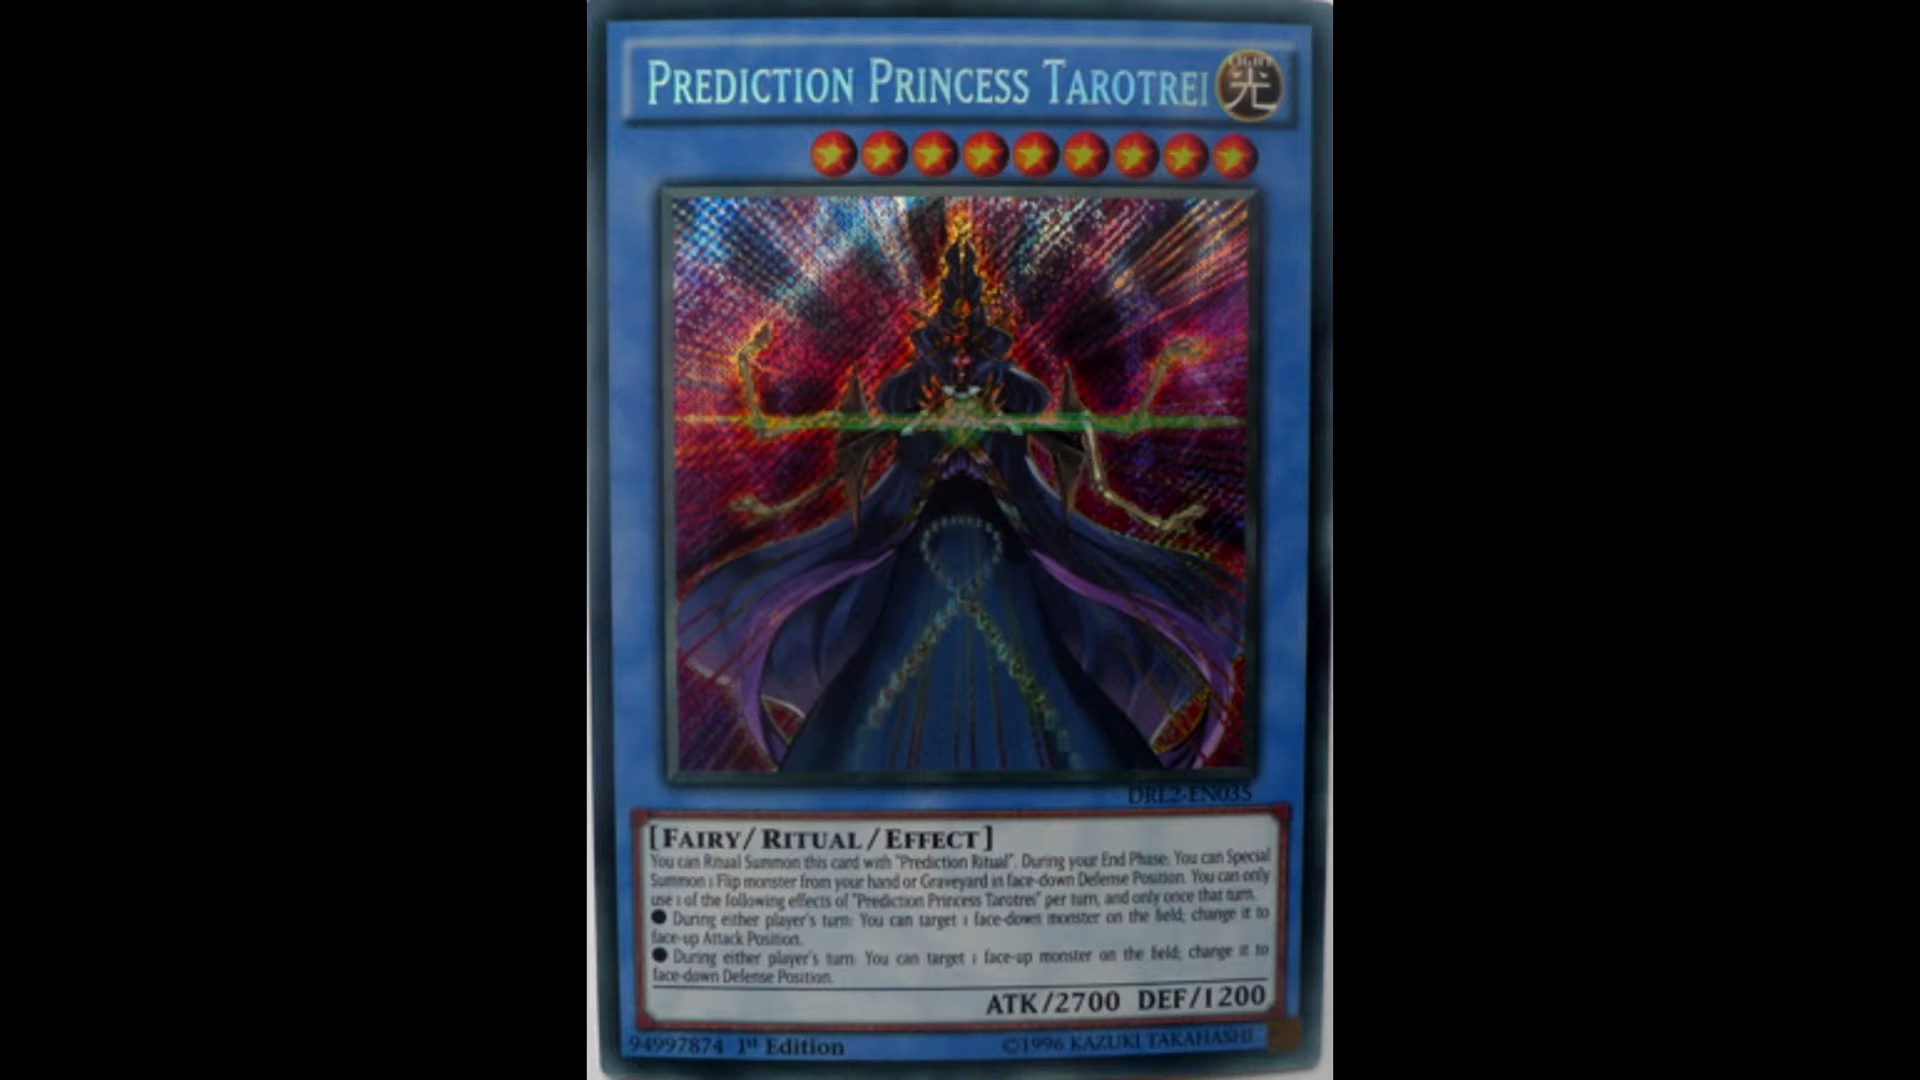 PREDICTION PRINCESS TAROTREI
LIGHT
光
DRL2-EN035
[FAIRY/RITUAL/EFFECT]
You can Ritual Summon this card with "Prediction Ritual". During your End Phase: You can Special
Summon 1 Flip monster from your hand or Graveyard in face-down Defense Position. You can only
use 1 of the following effects of "Prediction Princess Tarotrei" per turn, and only once that turn.
● During either player's turn: You can target 1 face-down monster on the field; change it to
face-up Attack Position.
● During either player's turn: You can target 1 face-up monster on the field; change it to
face-down Defense Position.
ATK/2700 DEF/1200
94997874 1st Edition
©1996 KAZUKI TAKAHASHI